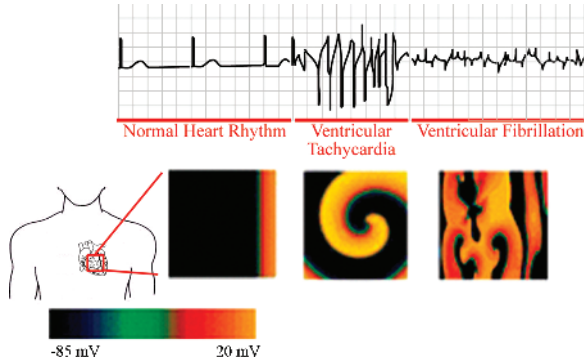 Normal Heart Rhythm
Ventricular
Tachycardia
Ventricular Fibrillation
-85 mV
20 mV